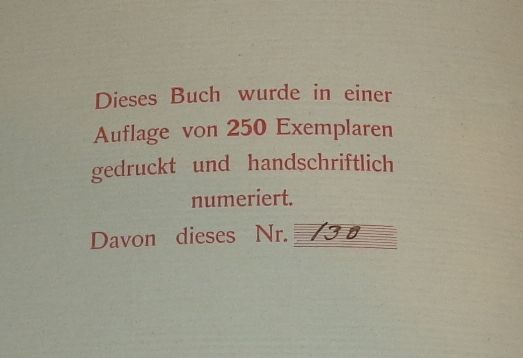 Dieses Buch wurde in einer
Auflage von 250 Exemplaren
gedruckt und handschriftlich
numeriert.
Davon dieses Nr. 130